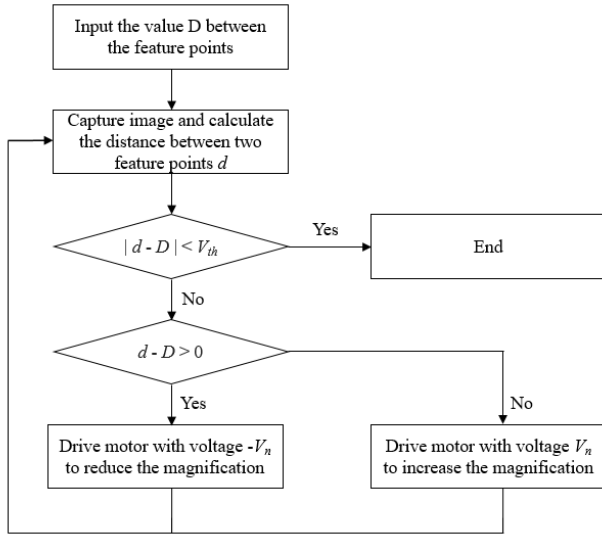 Input the value D between
the feature points
Capture image and calculate
the distance between two
feature points d
| d - D | < Vth
Yes
End
No
d - D > 0
Yes
No
Drive motor with voltage -Vn
to reduce the magnification
Drive motor with voltage Vn
to increase the magnification